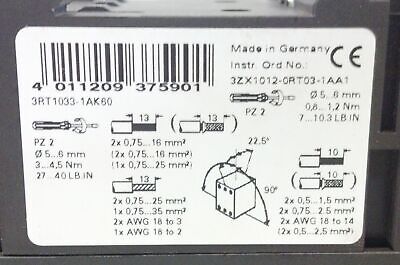 Made in Germany
Instr. Ord No.:
CE
4 011209 375901
3ZX1012-0RT03-1AA1
3RT1033-1AK60
13
13
PZ 2
Ø 5...6 mm
0,8...1,2 Nm
7...10,3 LB.IN
PZ 2
2x 0,75...16 mm²
(1x 0,75...25 mm²)
2x (0,75...16 mm²)
22,5°
Ø 5...6 mm
3...4,5 Nm
27...40 LB.IN
13
10
10
90°
2x 0,75...25 mm²
1x 0,75...35 mm²
2x AWG 18 to 3
1x AWG 18 to 2
2x 0,5...1,5 mm²
2x 0,75...2.5 mm²
2x AWG 18 to 14
(2x 0,5...2,5 mm²)